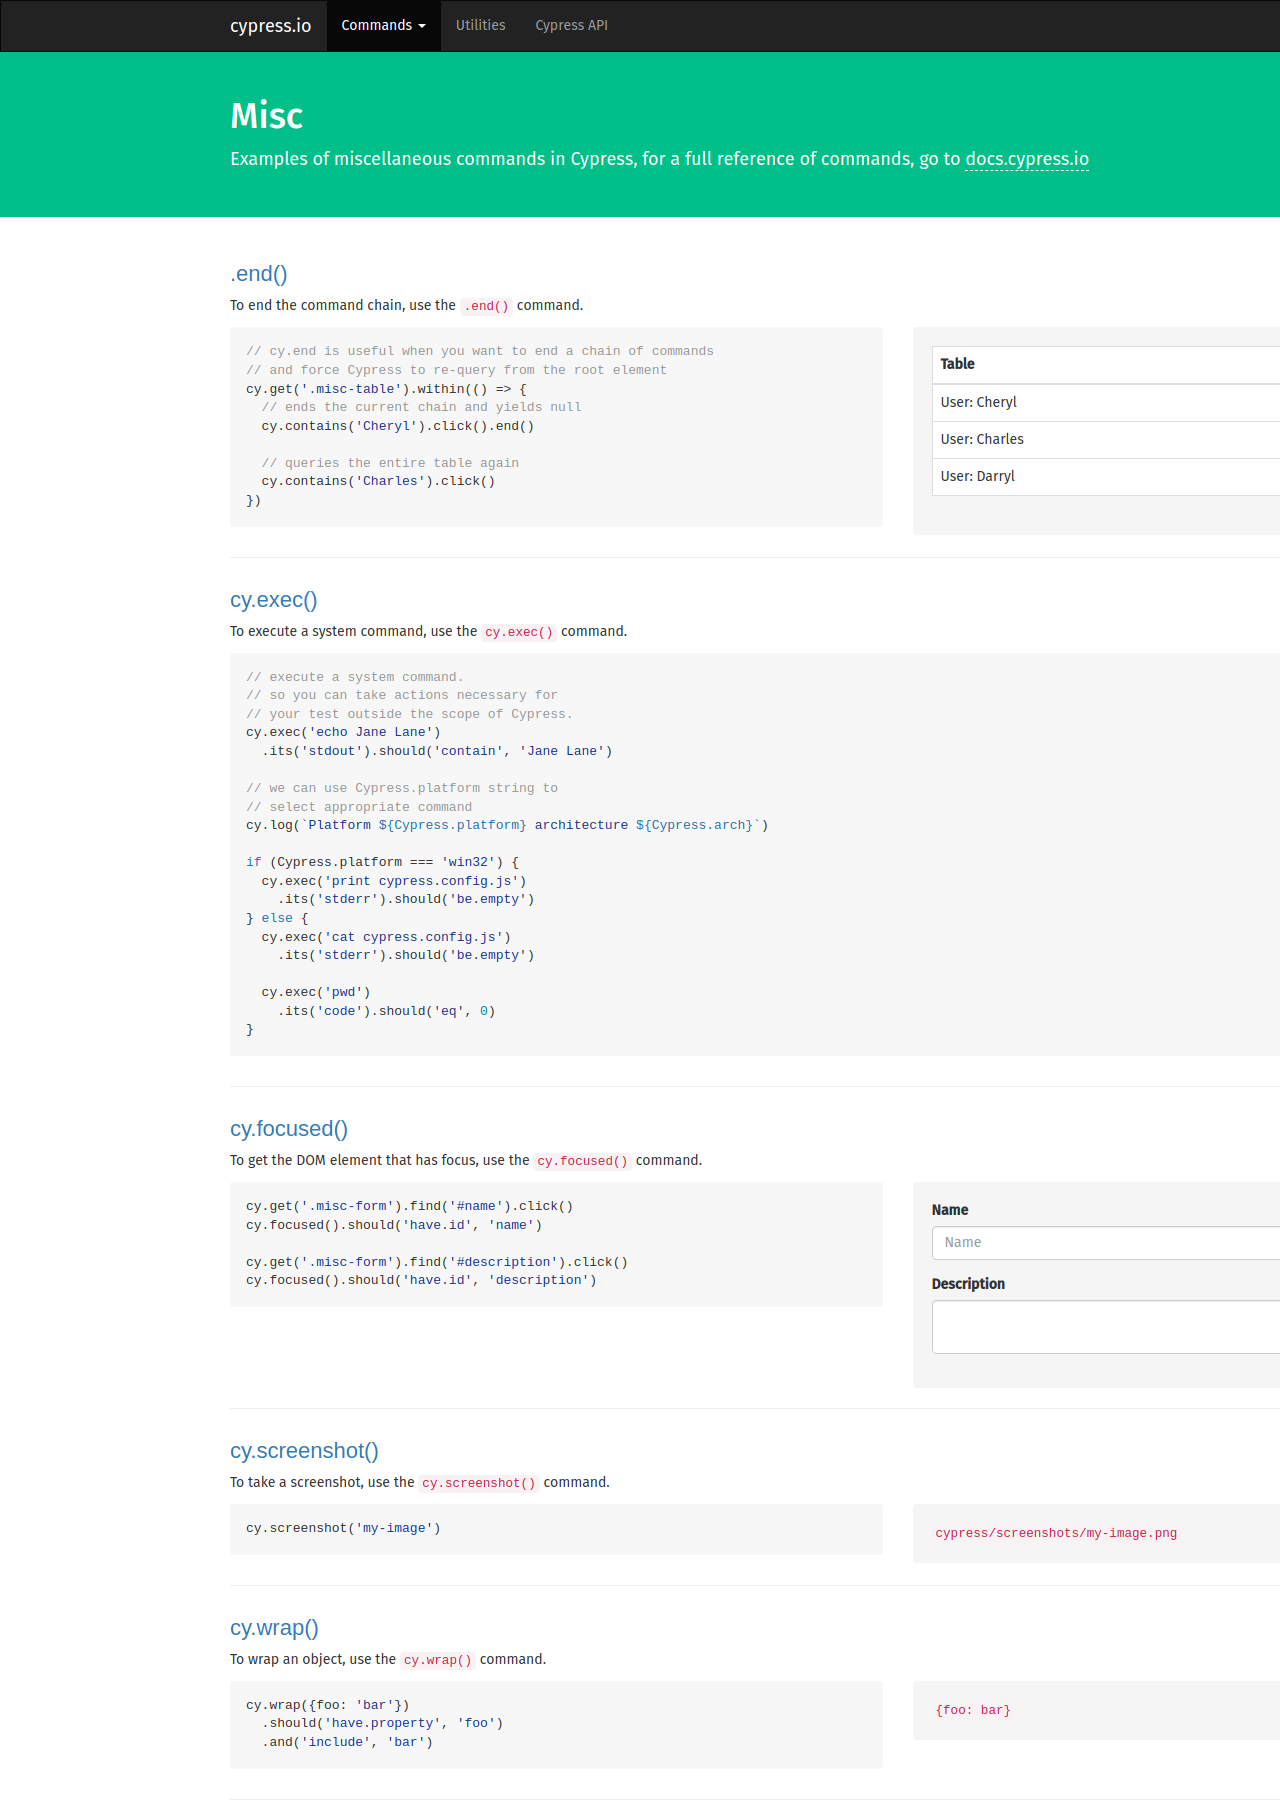 cypress.io Commands Utilities Cypress API
Misc
Examples of miscellaneous commands in Cypress, for a full reference of commands, go to docs.cypress.io
.end()
To end the command chain, use the .end() command.
// cy.end is useful when you want to end a chain of commands
// and force Cypress to re-query from the root element
cy.get('.misc-table').within(() => {
  // ends the current chain and yields null
  cy.contains('Cheryl').click().end()
  // queries the entire table again
  cy.contains('Charles').click()
})
Table
User: Cheryl
User: Charles
User: Darryl
cy.exec()
To execute a system command, use the cy.exec() command.
// execute a system command.
// so you can take actions necessary for
// your test outside the scope of Cypress.
cy.exec('echo Jane Lane')
  .its('stdout').should('contain', 'Jane Lane')
// we can use Cypress.platform string to
// select appropriate command
cy.log(`Platform ${Cypress.platform} architecture ${Cypress.arch}`)
if (Cypress.platform === 'win32') {
  cy.exec('print cypress.config.js')
    .its('stderr').should('be.empty')
} else {
  cy.exec('cat cypress.config.js')
    .its('stderr').should('be.empty')
  cy.exec('pwd')
    .its('code').should('eq', 0)
}
cy.focused()
To get the DOM element that has focus, use the cy.focused() command.
cy.get('.misc-form').find('#name').click()
cy.focused().should('have.id', 'name')
cy.get('.misc-form').find('#description').click()
cy.focused().should('have.id', 'description')
Name
Name
Description
cy.screenshot()
To take a screenshot, use the cy.screenshot() command.
cy.screenshot('my-image')
cypress/screenshots/my-image.png
cy.wrap()
To wrap an object, use the cy.wrap() command.
cy.wrap({foo: 'bar'})
  .should('have.property', 'foo')
  .and('include', 'bar')
{foo: bar}